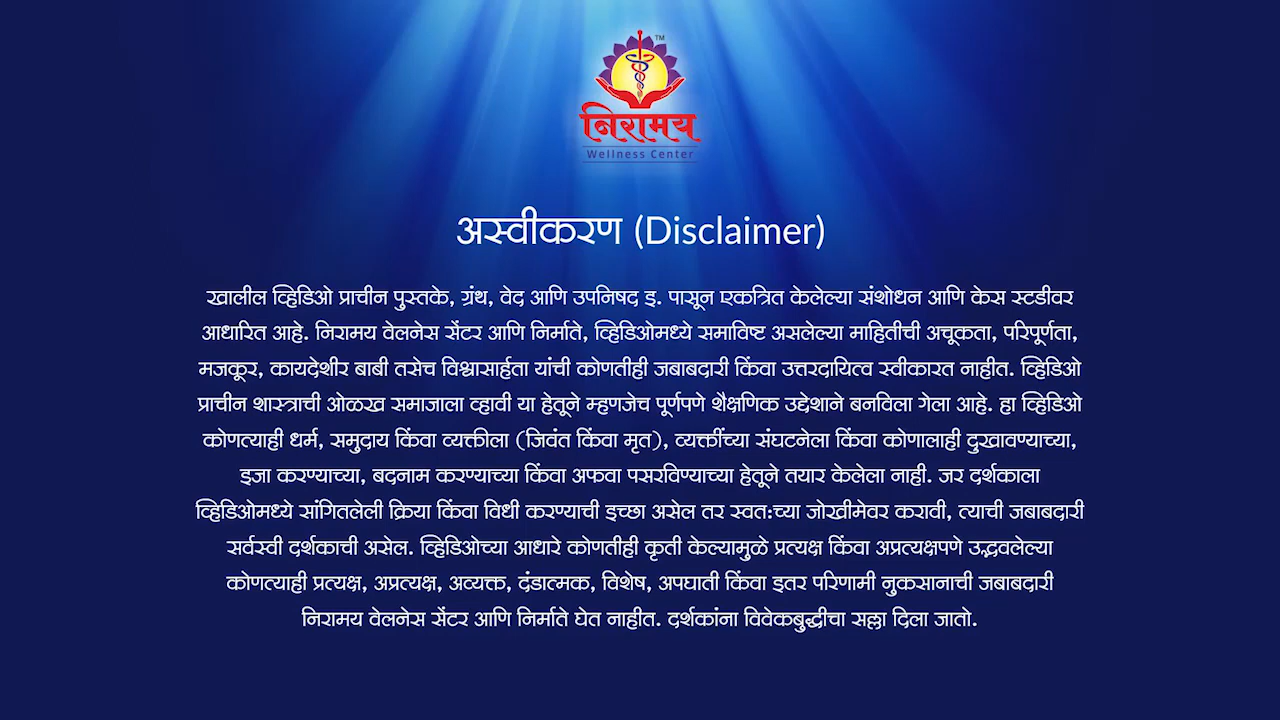 TM
निरामय
Wellness Center
अस्वीकरण (Disclaimer)
खालील व्हिडिओ प्राचीन पुस्तके, ग्रंथ, वेद आणि उपनिषद इ. पासून एकत्रित केलेल्या संशोधन आणि केस स्टडीवर
आधारित आहे. निरामय वेलनेस सेंटर आणि निर्माते, व्हिडिओमध्ये समाविष्ट असलेल्या माहितीची अचूकता, परिपूर्णता,
मजकूर, कायदेशीर बाबी तसेच विश्वासार्हता यांची कोणतीही जबाबदारी किंवा उत्तरदायित्व स्वीकारत नाहीत. व्हिडिओ
प्राचीन शास्त्राची ओळख समाजाला व्हावी या हेतूने म्हणजेच पूर्णपणे शैक्षणिक उद्देशाने बनविला गेला आहे. हा व्हिडिओ
कोणत्याही धर्म, समुदाय किंवा व्यक्तीला (जिवंत किंवा मृत), व्यक्तींच्या संघटनेला किंवा कोणालाही दुखावण्याच्या,
इजा करण्याच्या, बदनाम करण्याच्या किंवा अफवा पसरविण्याच्या हेतूने तयार केलेला नाही. जर दर्शकाला
व्हिडिओमध्ये सांगितलेली क्रिया किंवा विधी करण्याची इच्छा असेल तर स्वतःच्या जोखीमेवर करावी, त्याची जबाबदारी
सर्वस्वी दर्शकाची असेल. व्हिडिओच्या आधारे कोणतीही कृती केल्यामुळे प्रत्यक्ष किंवा अप्रत्यक्षपणे उद्भवलेल्या
कोणत्याही प्रत्यक्ष, अप्रत्यक्ष, अव्यक्त, दंडात्मक, विशेष, अपघाती किंवा इतर परिणामी नुकसानाची जबाबदारी
निरामय वेलनेस सेंटर आणि निर्माते घेत नाहीत. दर्शकांना विवेकबुद्धीचा सल्ला दिला जातो.